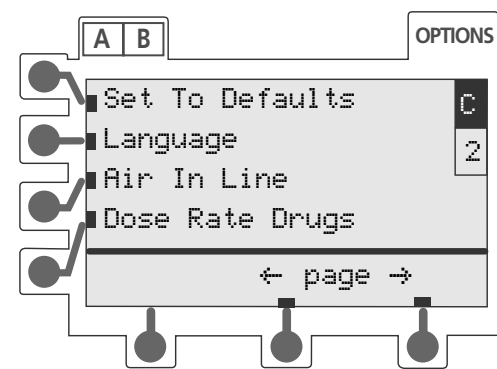 A B
OPTIONS
Set To Defaults
C
Language
2
Air In Line
Dose Rate Drugs
← page →